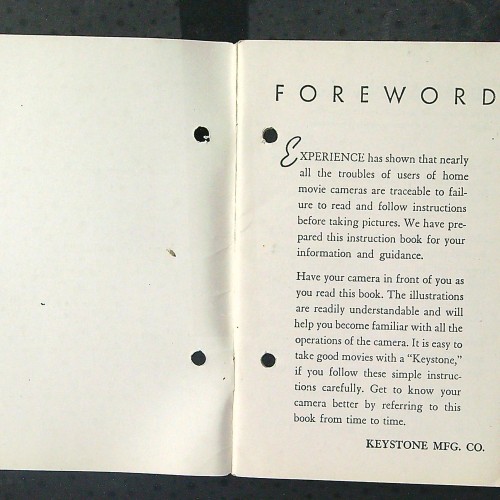 FOREWORD
EXPERIENCE has shown that nearly
all the troubles of users of home
movie cameras are traceable to fail-
ure to read and follow instructions
before taking pictures. We have pre-
pared this instruction book for your
information and guidance.
Have your camera in front of you as
you read this book. The illustrations
are readily understandable and will
help you become familiar with all the
operations of the camera. It is easy to
take good movies with a “Keystone,”
if you follow these simple instruc-
tions carefully. Get to know your
camera better by referring to this
book from time to time.
KEYSTONE MFG. CO.